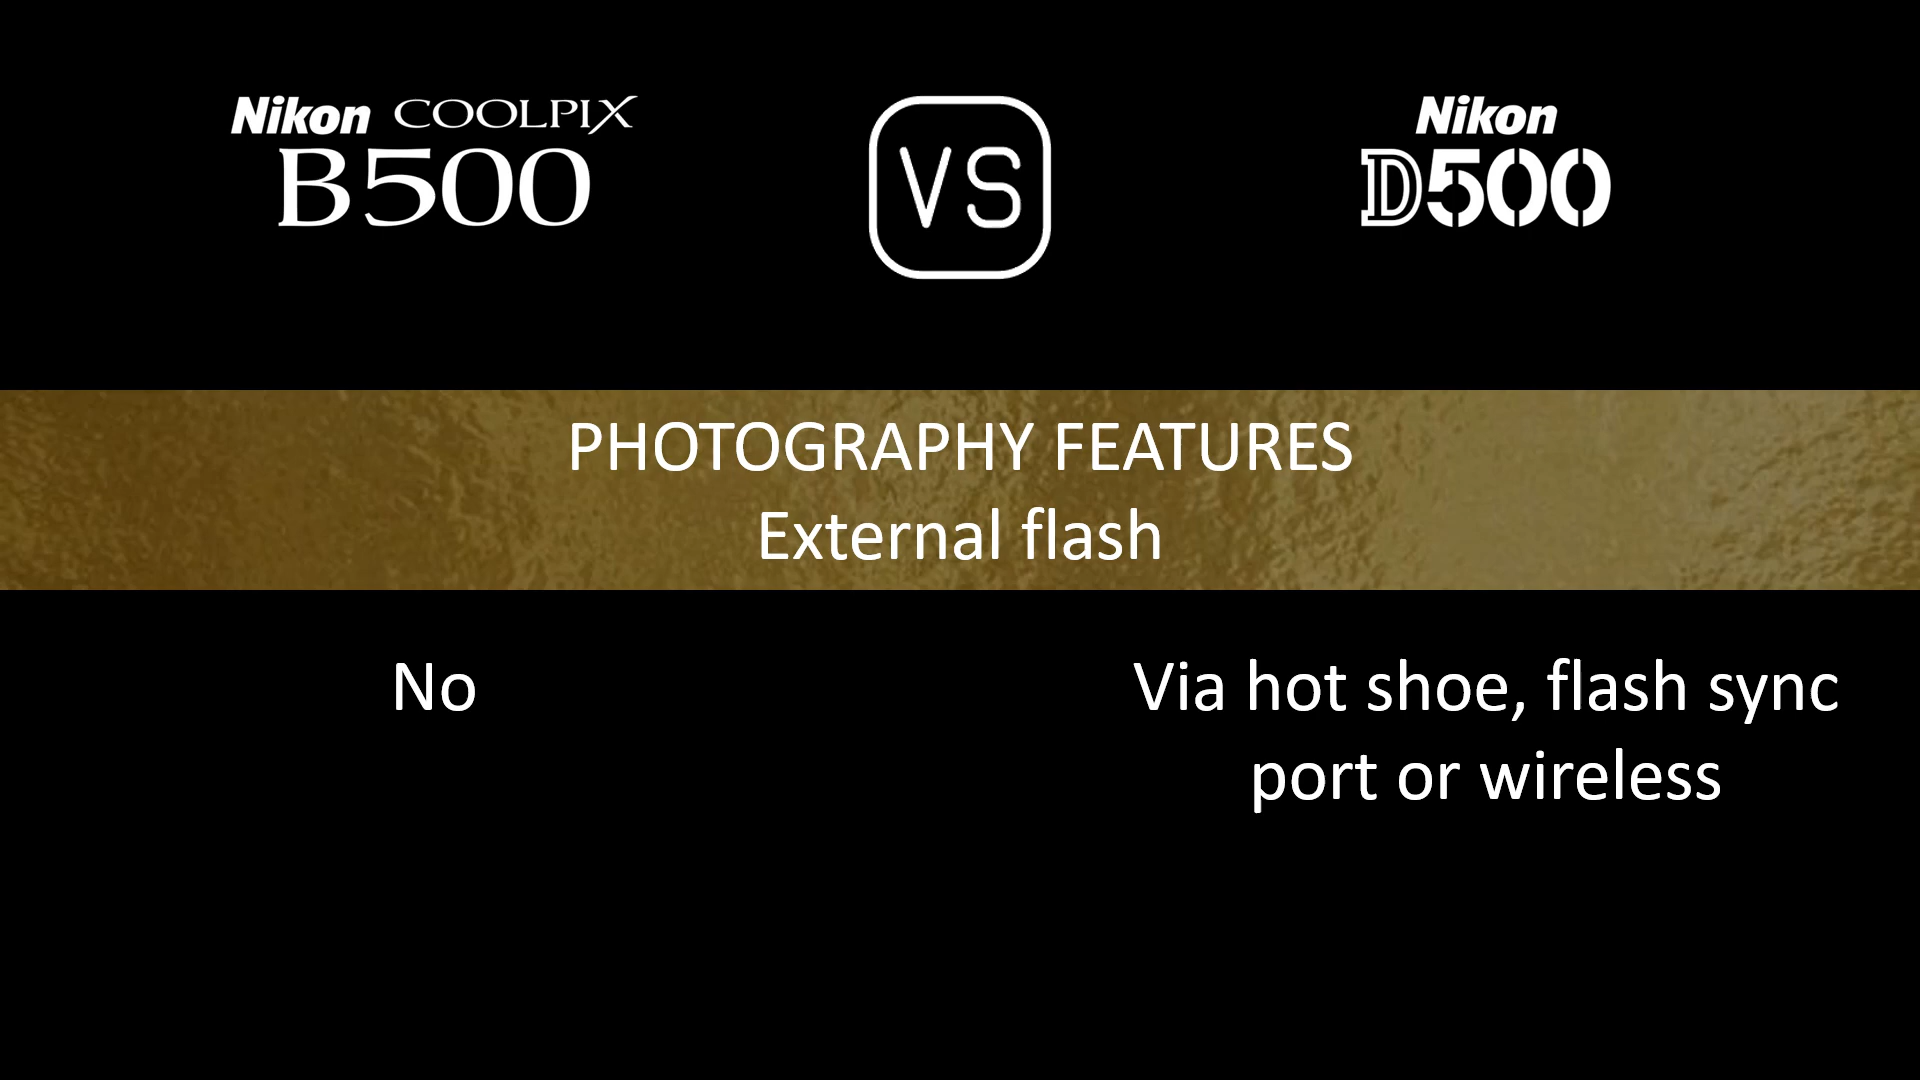 Nikon COOLPIX
B500
VS
Nikon
D500
PHOTOGRAPHY FEATURES
External flash
No
Via hot shoe, flash sync
port or wireless